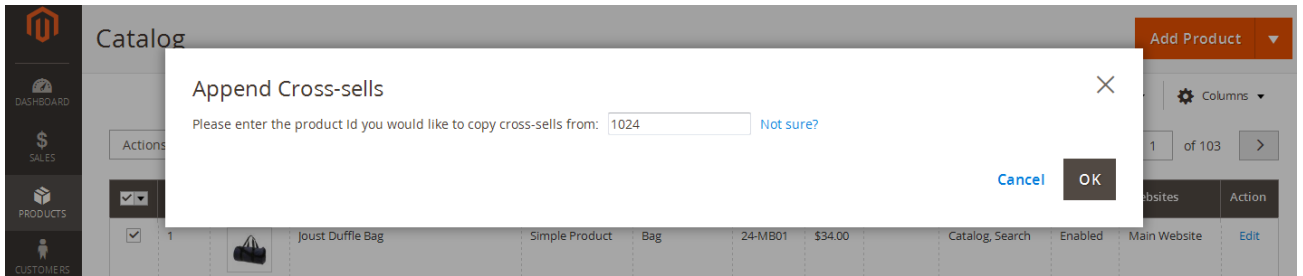 Catalog
Add Product
DASHBOARD
Append Cross-sells
Columns
Please enter the product Id you would like to copy cross-sells from: 1024 Not sure?
SALES
Actions
1 of 103
Cancel OK
PRODUCTS
Websites Action
1 Joust Duffle Bag Simple Product Bag 24-MB01 $34.00 Catalog, Search Enabled Main Website Edit
CUSTOMERS